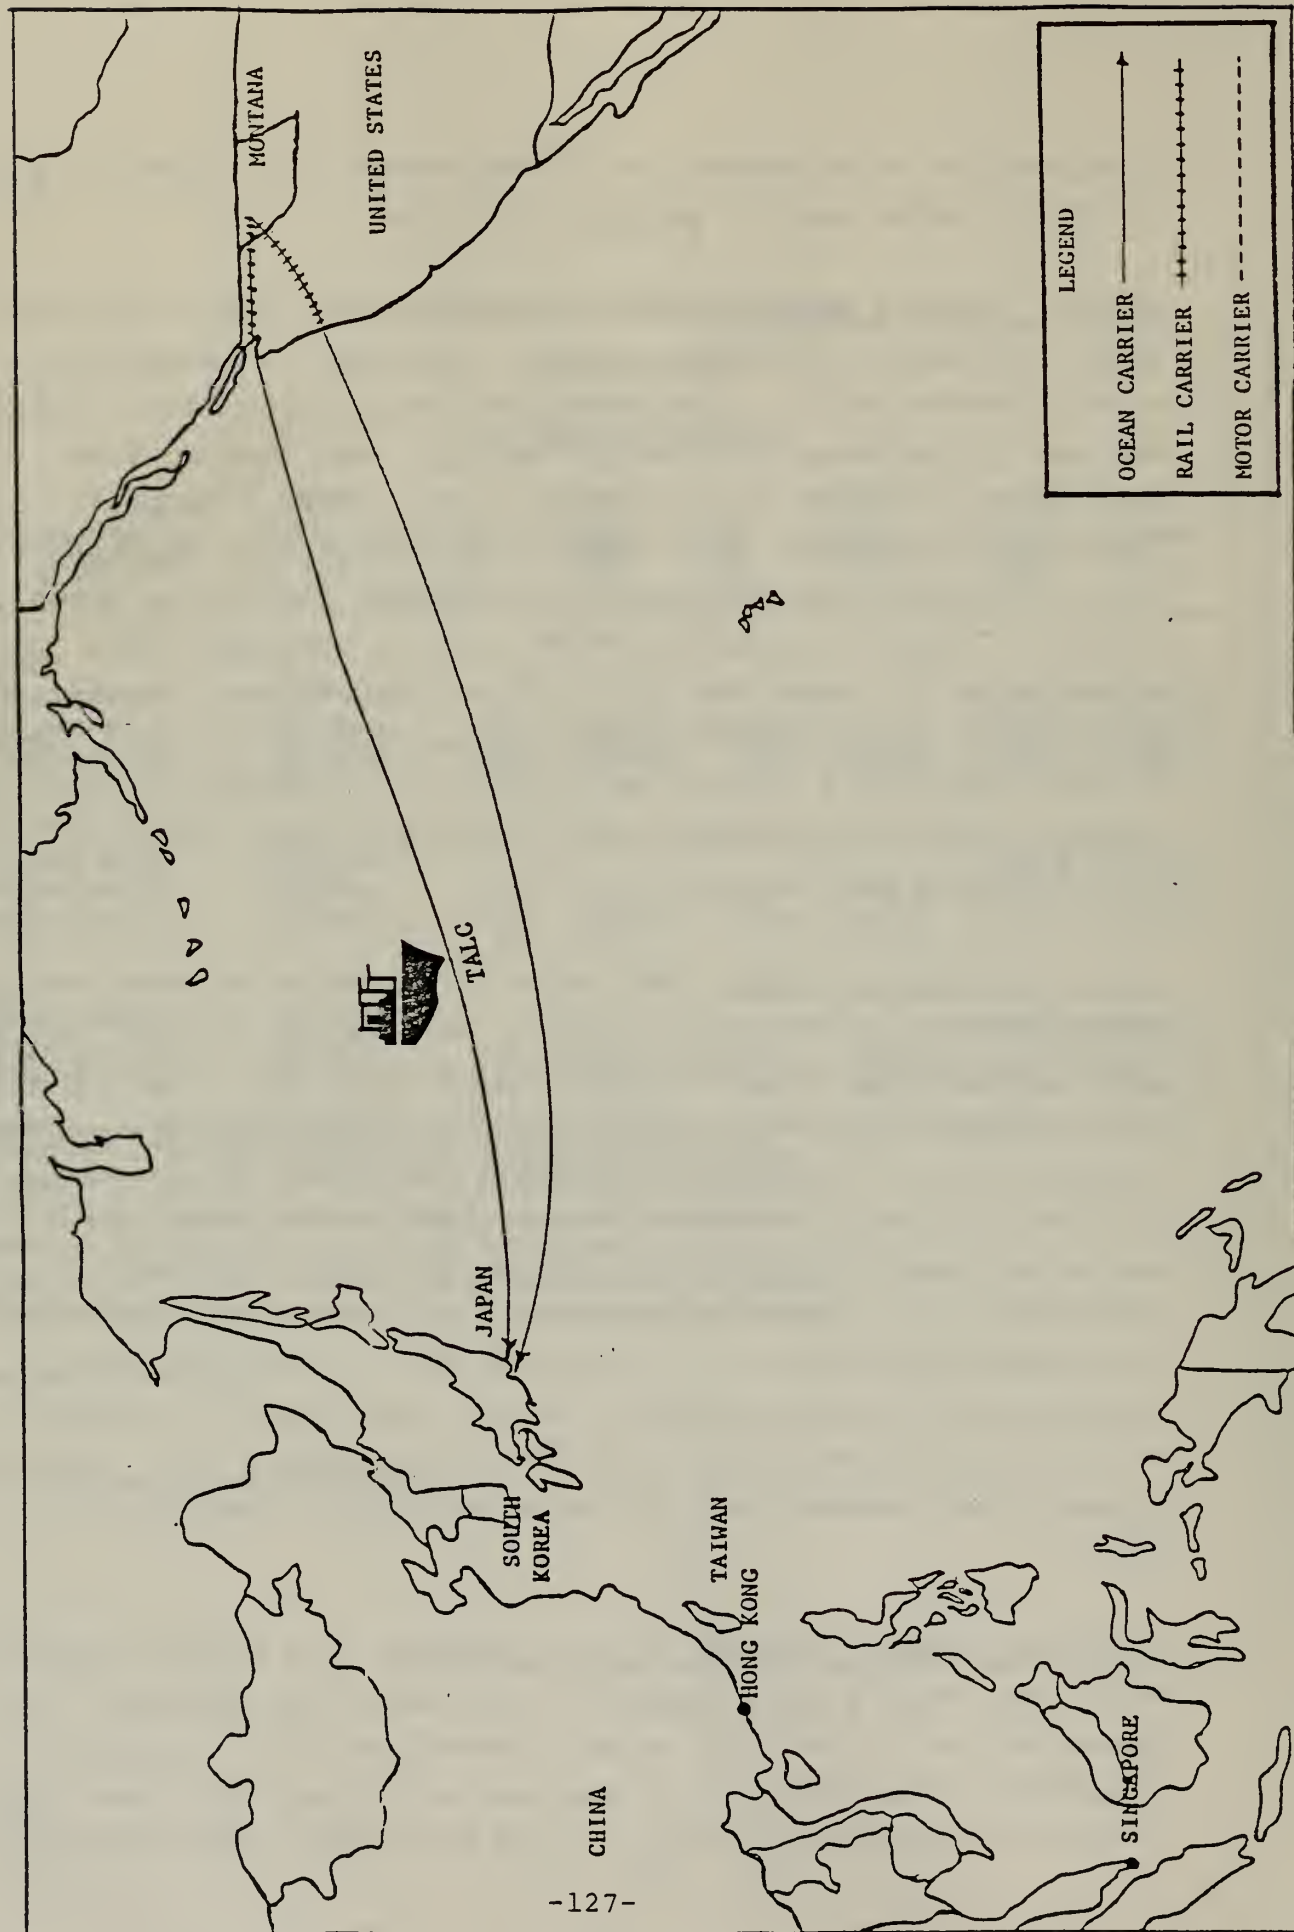 MONTANA
UNITED STATES
TALC
JAPAN
SOUTH
KOREA
TAIWAN
HONG KONG
CHINA
SINGAPORE
LEGEND
OCEAN CARRIER
RAIL CARRIER
MOTOR CARRIER
-127-